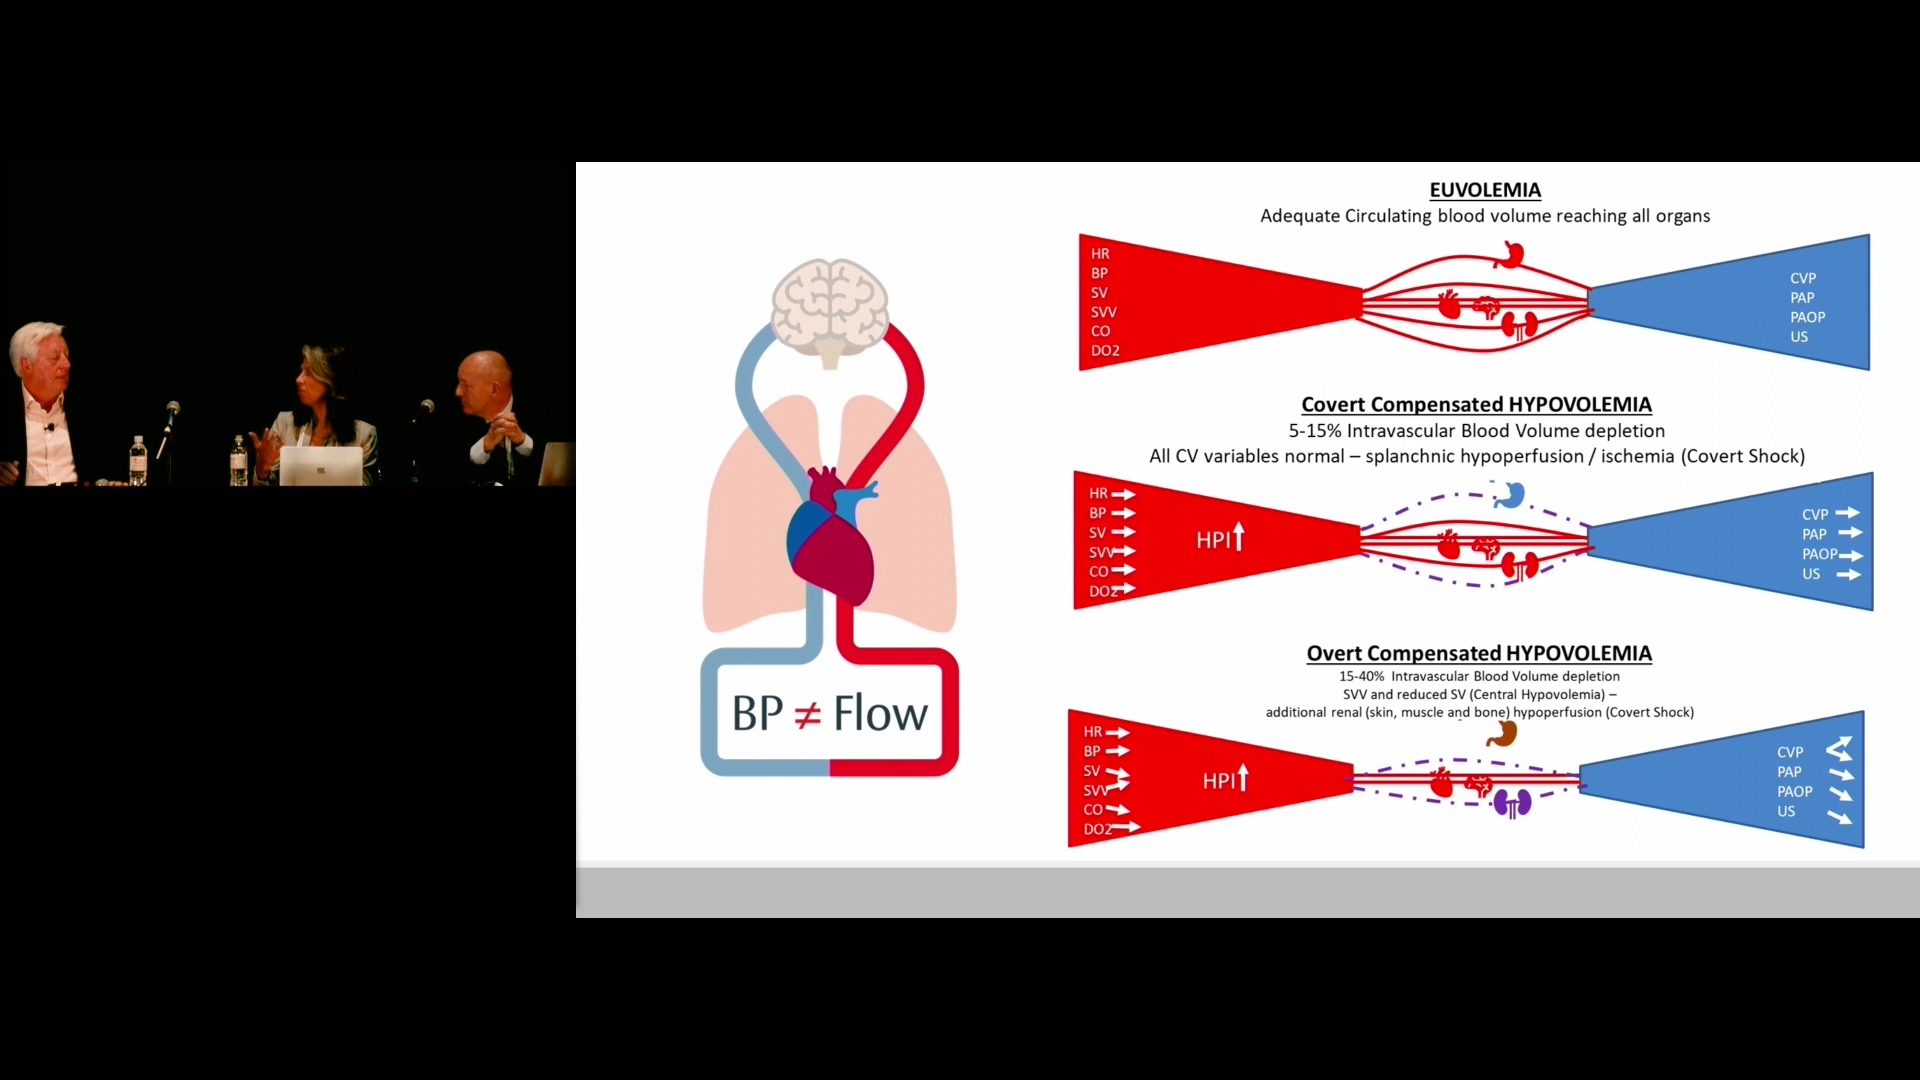 BP ≠ Flow
EUVOLEMIA
Adequate Circulating blood volume reaching all organs
HR
BP
SV
SVV
CO
DO2
CVP
PAP
PAOP
US
Covert Compensated HYPOVOLEMIA
5-15% Intravascular Blood Volume depletion
All CV variables normal – splanchnic hypoperfusion / ischemia (Covert Shock)
HR
BP
SV
SVV
CO
DO2
HPI
CVP
PAP
PAOP
US
Overt Compensated HYPOVOLEMIA
15-40% Intravascular Blood Volume depletion
SVV and reduced SV (Central Hypovolemia) –
additional renal (skin, muscle and bone) hypoperfusion (Covert Shock)
HR
BP
SV
SVV
CO
DO2
HPI
CVP
PAP
PAOP
US